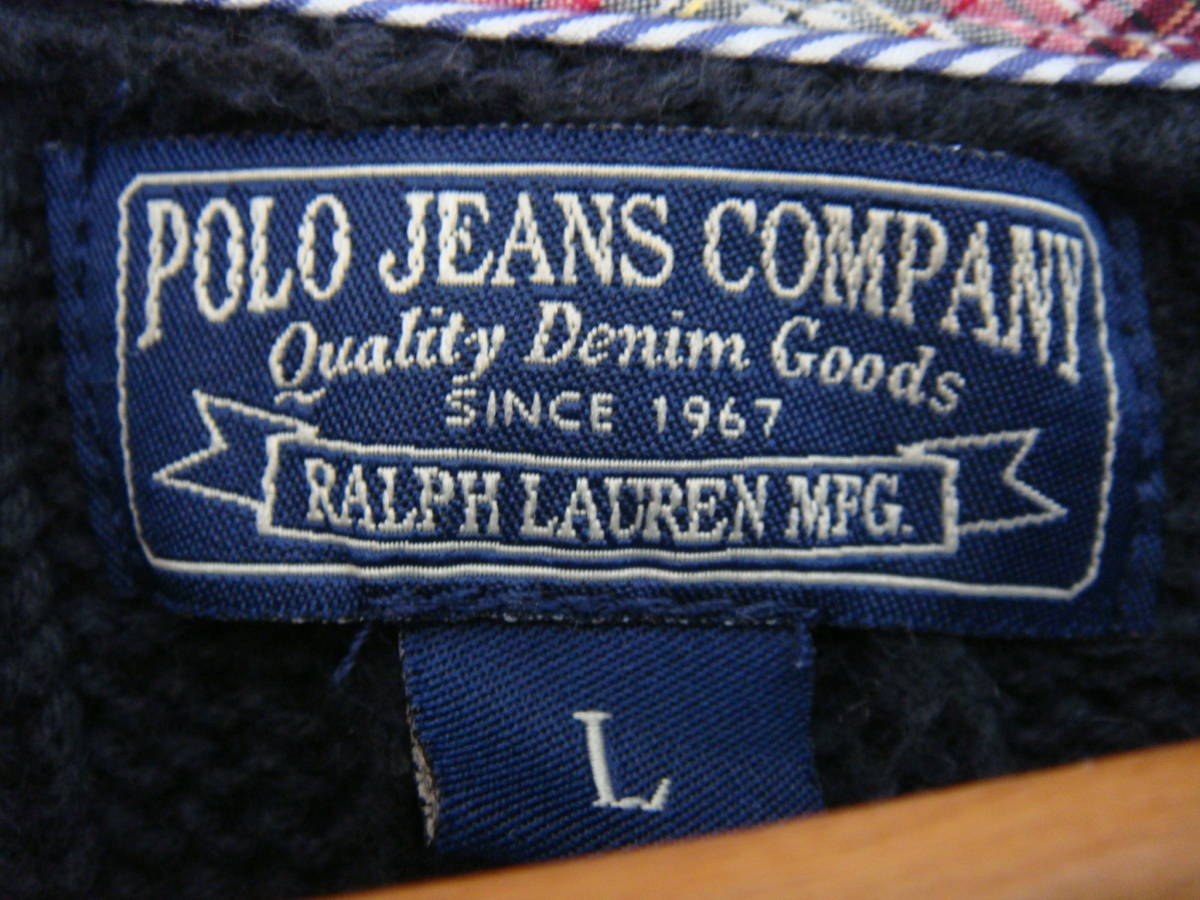 POLO JEANS COMPANY
Quality Denim Goods
SINCE 1967
RALPH LAUREN MFG.
L